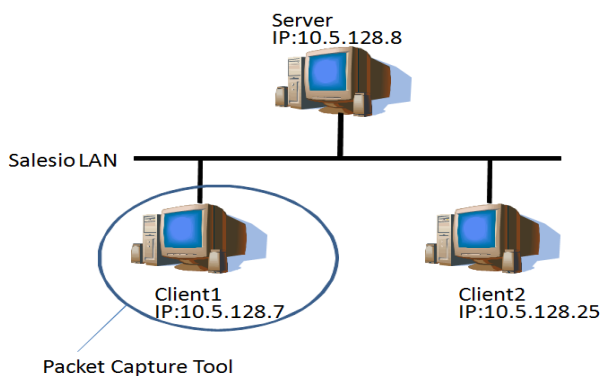 Server
IP:10.5.128.8
Salesio LAN
Client1
IP:10.5.128.7
Client2
IP:10.5.128.25
Packet Capture Tool